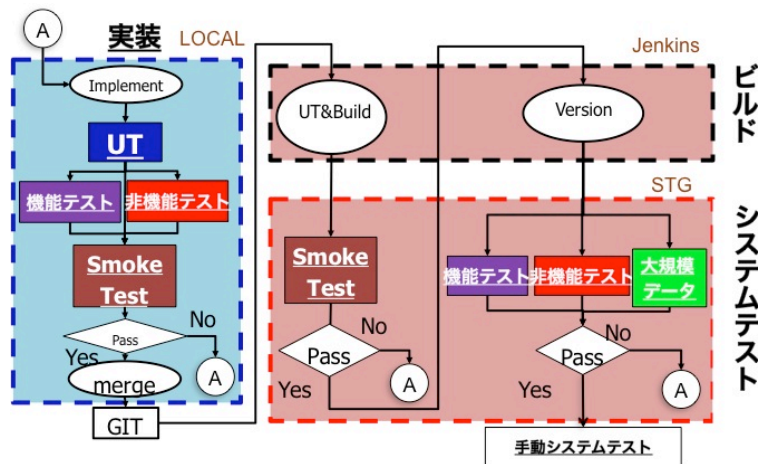 A
実装
LOCAL
Implement
UT
機能テスト
非機能テスト
Smoke
Test
Pass
No
Yes
A
merge
GIT
Jenkins
ビルド
UT&Build
Version
STG
システムテスト
Smoke
Test
Pass
No
Yes
A
機能テスト
非機能テスト
大規模
データ
Pass
No
Yes
A
手動システムテスト